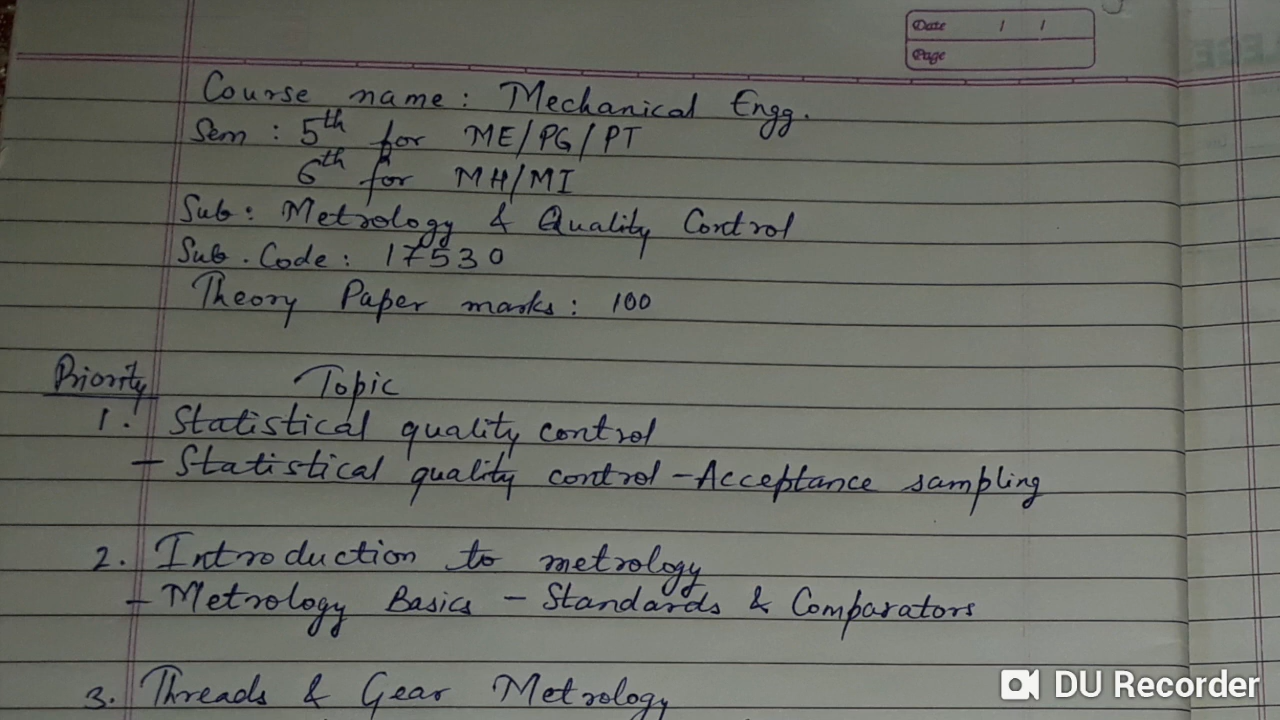 Date / /
Page
Course name: Mechanical Engg.
Sem: 5th for ME/PG/PT
6th for MH/MI
Sub: Metrology & Quality Control
Sub. Code: 17530
Theory Paper marks: 100
Priority Topic
1. Statistical quality control
- Statistical quality control - Acceptance sampling
2. Introduction to metrology
- Metrology Basics - Standards & Comparators
3. Threads & Gear Metrology
DU Recorder